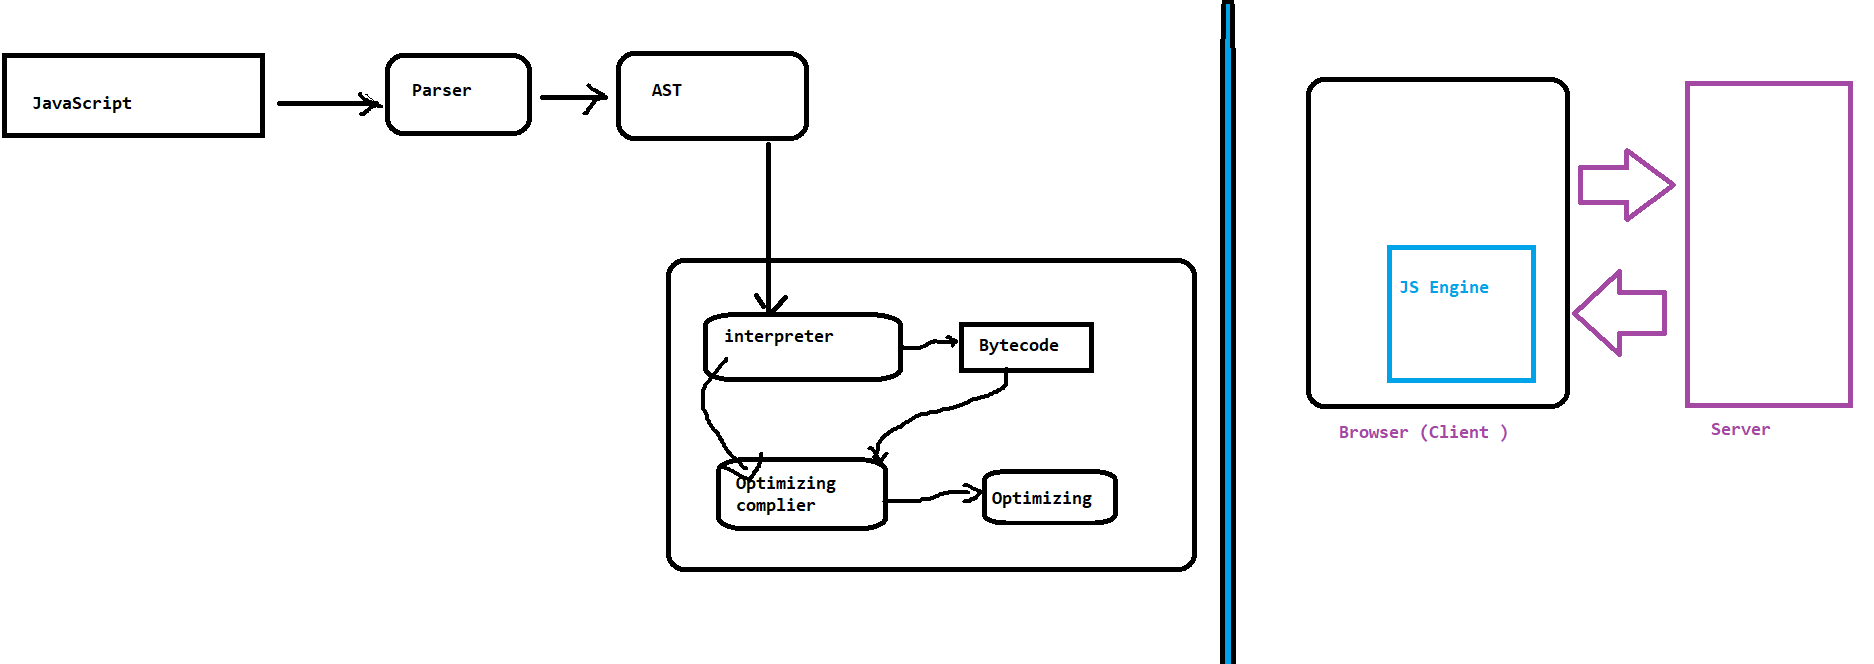 JavaScript
Parser
AST
interpreter
Bytecode
Optimizing
complier
Optimizing
JS Engine
Browser (Client )
Server